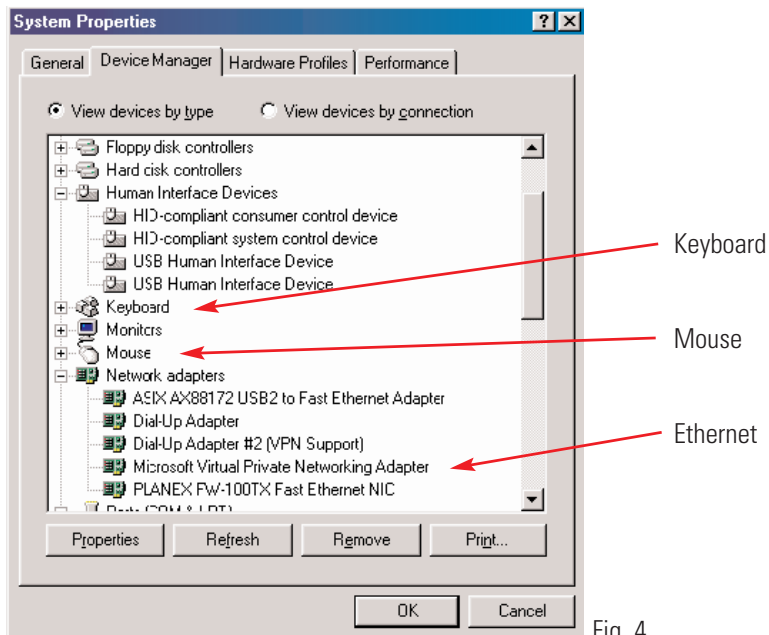 System Properties
General Device Manager Hardware Profiles Performance
View devices by type View devices by connection
Floppy disk controllers
Hard cisk controllers
Human Interface Devices
HID-compliant consumer control device
HID-compliant system control device
USB Human Interface Device
USB Human Interface Device
Keyboard
Keyboard
Monitors
Mouse
Mouse
Network adapters
ASIX AX88172 USB2 to Fast Ethernet Adapter
Dial-Up Adapter
Ethernet
Dial-Up Adapter #2 (VPN Support)
Microsoft Virtual Private Networking Adapter
PLANEX FW-100TX Fast Ethernet NIC
Ports (COM & LPT)
Properties Refresh Remove Print...
OK Cancel
Fig. 4